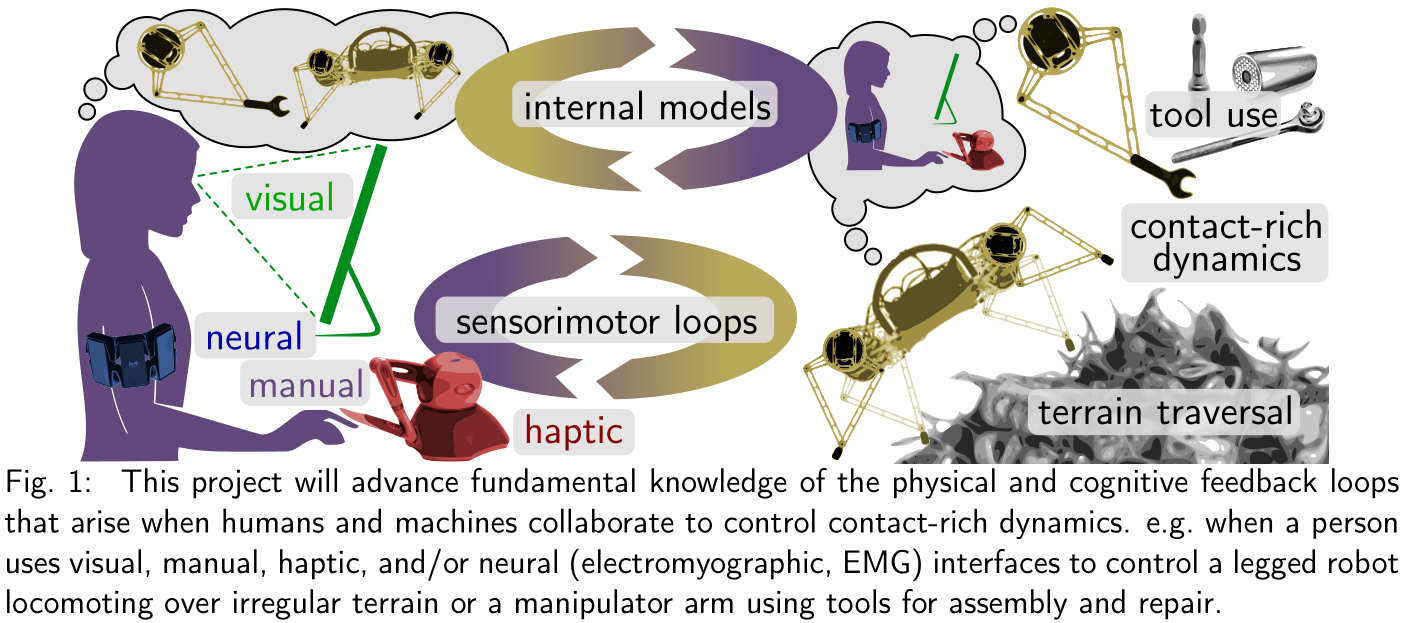 internal models
tool use
visual
contact-rich
dynamics
sensorimotor loops
neural
manual
haptic
terrain traversal
Fig. 1: This project will advance fundamental knowledge of the physical and cognitive feedback loops
that arise when humans and machines collaborate to control contact-rich dynamics. e.g. when a person
uses visual, manual, haptic, and/or neural (electromyographic, EMG) interfaces to control a legged robot
locomoting over irregular terrain or a manipulator arm using tools for assembly and repair.